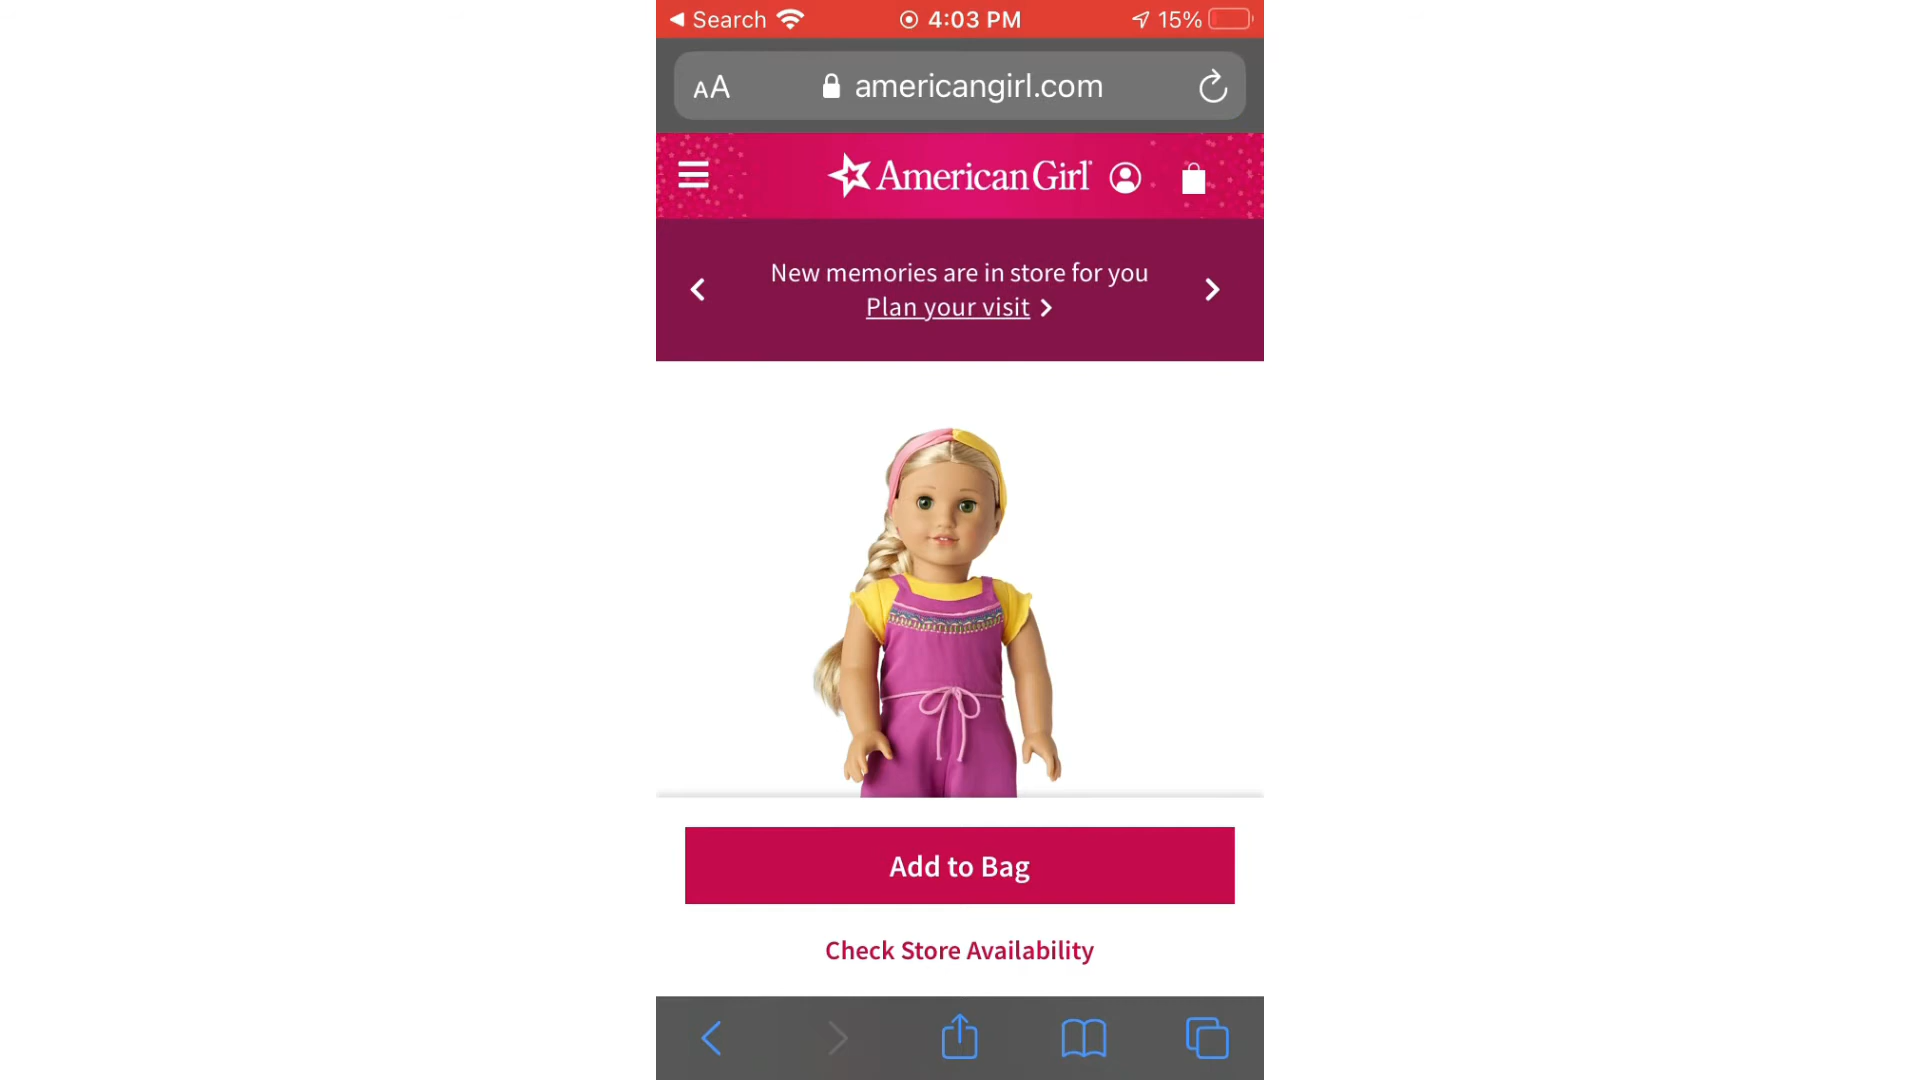 Search 4:03 PM 15%
AA americangirl.com
American Girl
New memories are in store for you
Plan your visit
Add to Bag
Check Store Availability